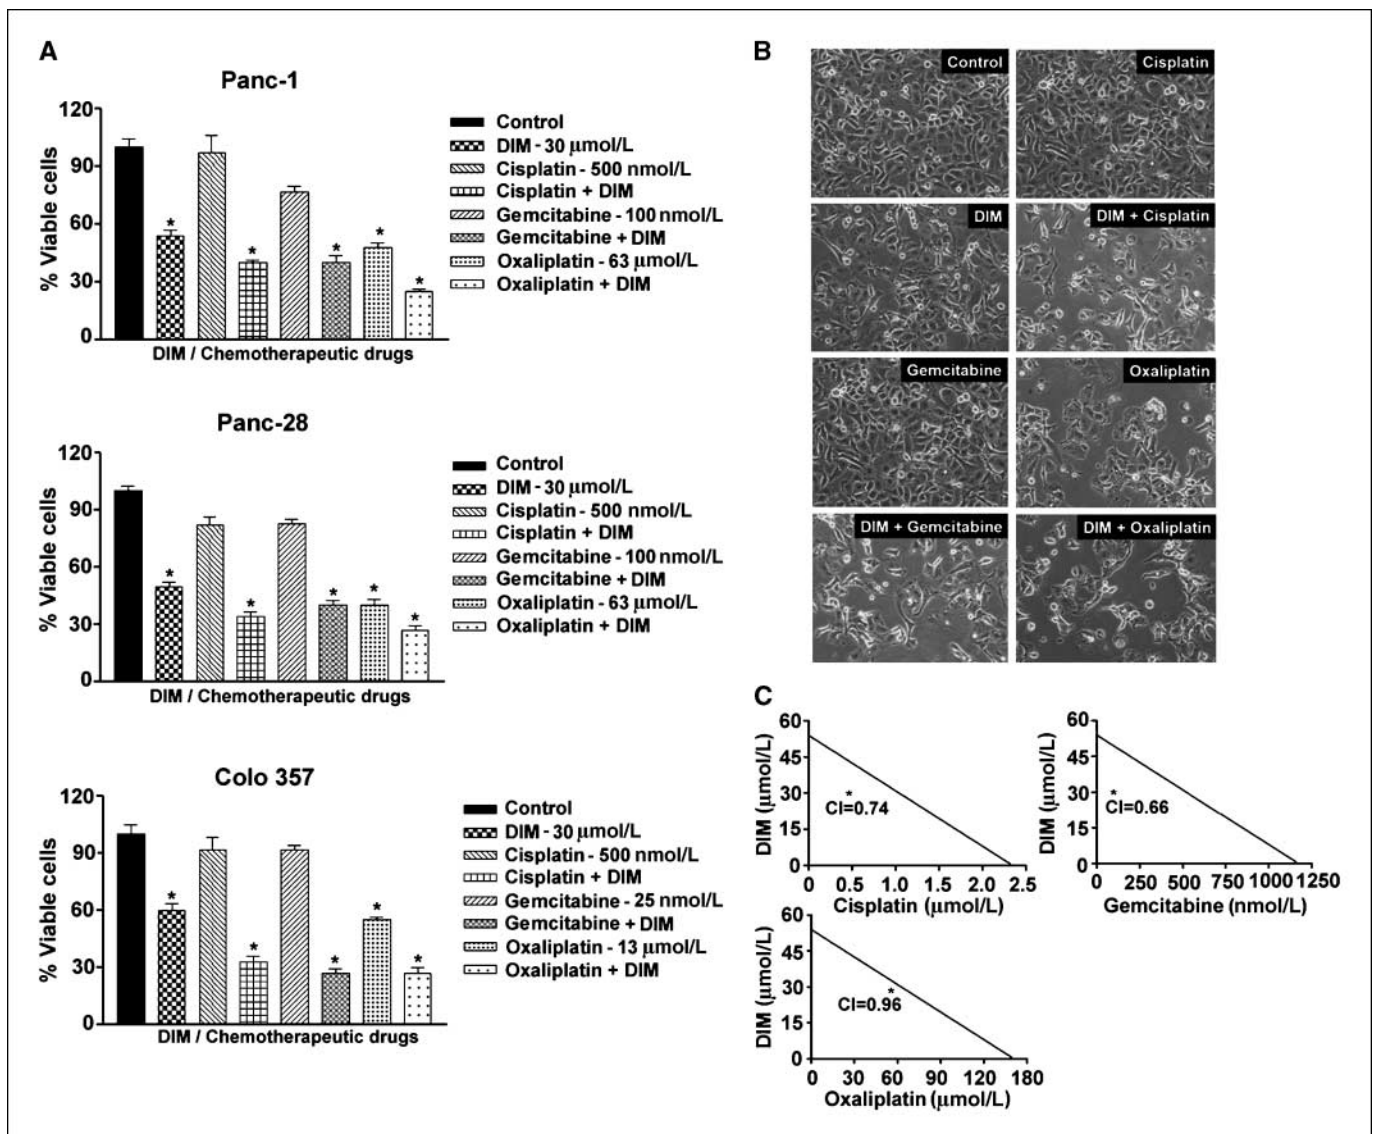 A
Panc-1
120
90
60
30
0
% Viable cells
* * * * *
DIM / Chemotherapeutic drugs
Control
DIM - 30 µmol/L
Cisplatin - 500 nmol/L
Cisplatin + DIM
Gemcitabine - 100 nmol/L
Gemcitabine + DIM
Oxaliplatin - 63 µmol/L
Oxaliplatin + DIM
Panc-28
120
90
60
30
0
% Viable cells
* * * * *
DIM / Chemotherapeutic drugs
Control
DIM - 30 µmol/L
Cisplatin - 500 nmol/L
Cisplatin + DIM
Gemcitabine - 100 nmol/L
Gemcitabine + DIM
Oxaliplatin - 63 µmol/L
Oxaliplatin + DIM
Colo 357
120
90
60
30
0
% Viable cells
* * * * *
DIM / Chemotherapeutic drugs
Control
DIM - 30 µmol/L
Cisplatin - 500 nmol/L
Cisplatin + DIM
Gemcitabine - 25 nmol/L
Gemcitabine + DIM
Oxaliplatin - 13 µmol/L
Oxaliplatin + DIM
B
Control
Cisplatin
DIM
DIM + Cisplatin
Gemcitabine
Oxaliplatin
DIM + Gemcitabine
DIM + Oxaliplatin
C
60
45
30
15
0
DIM (µmol/L)
*
CI=0.74
0 0.5 1.0 1.5 2.0 2.5
Cisplatin (µmol/L)
60
45
30
15
0
DIM (µmol/L)
*
CI=0.66
0 250 500 750 1000 1250
Gemcitabine (nmol/L)
60
45
30
15
0
DIM (µmol/L)
*
CI=0.96
0 30 60 90 120 150 180
Oxaliplatin (µmol/L)